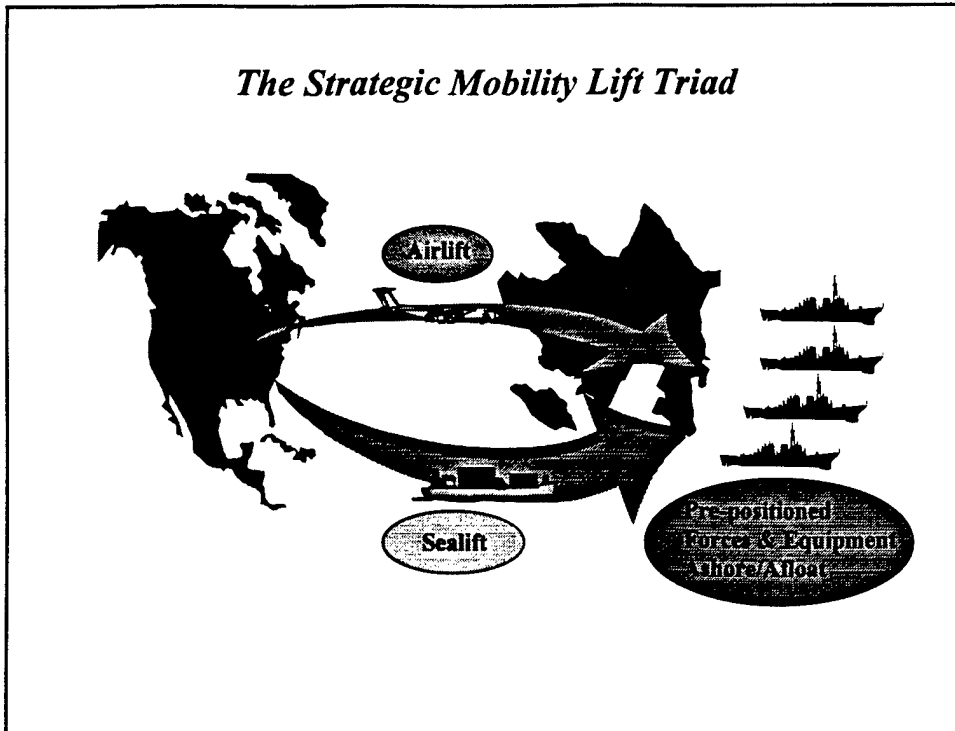 The Strategic Mobility Lift Triad
Airlift
Sealift
Pre-positioned
Forces & Equipment
Ashore/Afloat